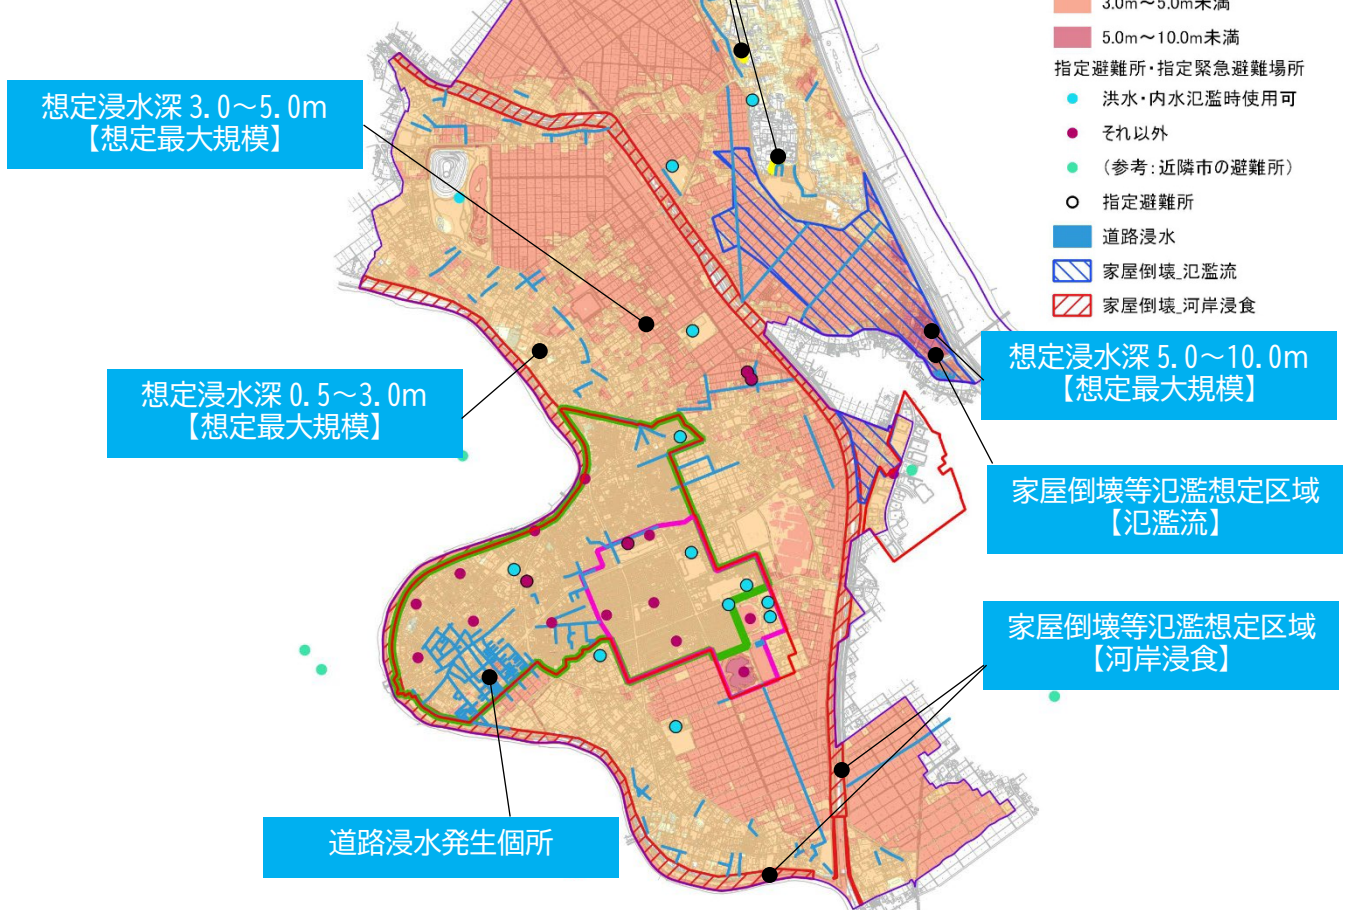 3.0m～5.0m未満
5.0m～10.0m未満
指定避難所・指定緊急避難場所
洪水・内水氾濫時使用可
それ以外
（参考：近隣市の避難所）
指定避難所
道路浸水
家屋倒壊_氾濫流
家屋倒壊_河岸浸食
想定浸水深 3.0～5.0m
【想定最大規模】
想定浸水深 0.5～3.0m
【想定最大規模】
想定浸水深 5.0～10.0m
【想定最大規模】
家屋倒壊等氾濫想定区域
【氾濫流】
家屋倒壊等氾濫想定区域
【河岸浸食】
道路浸水発生個所